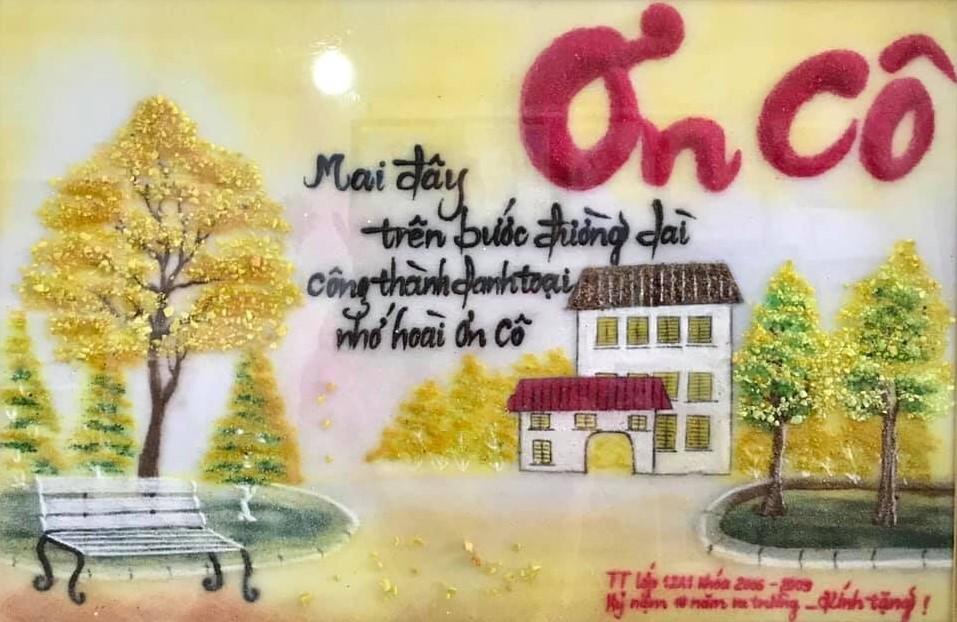 Ơn Cô
Mai đây
trên bước đường dài
công thành danh toại
nhớ hoài ơn Cô
TT lớp 12A1 khóa 2006 - 2009
Kỷ niệm 10 năm ra trường _ Kính tặng !